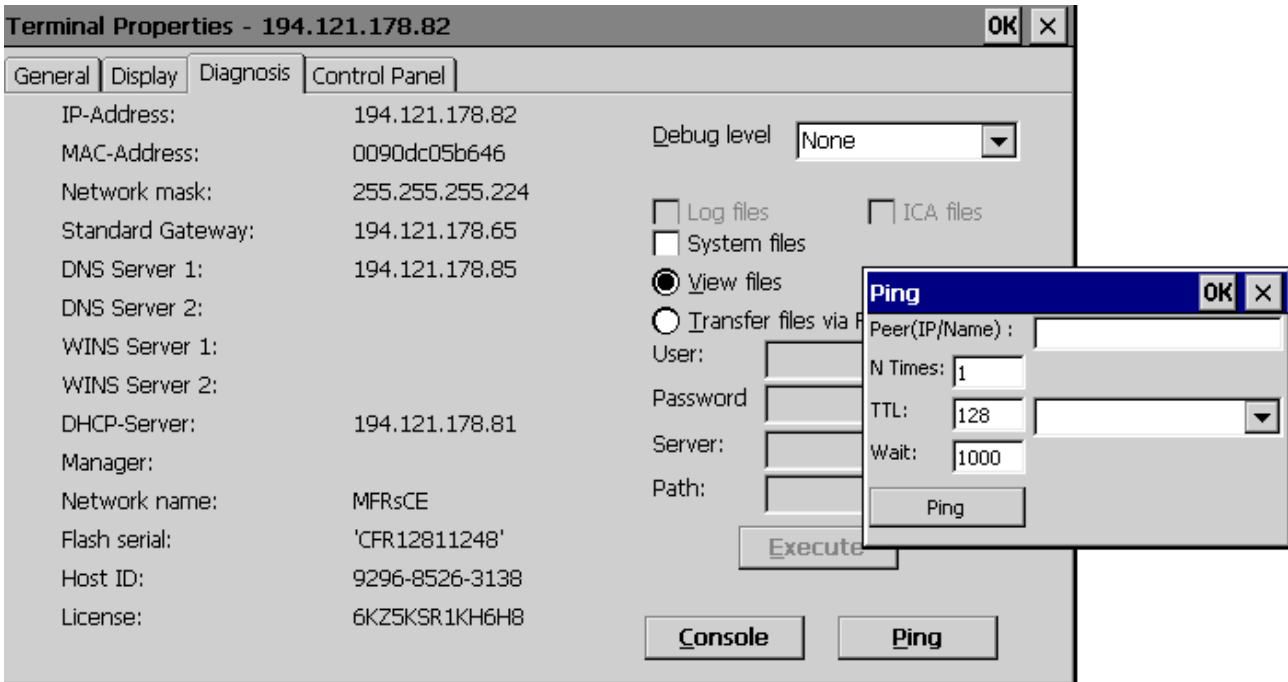 Terminal Properties - 194.121.178.82 OK
General Display Diagnosis Control Panel
IP-Address: 194.121.178.82
MAC-Address: 0090dc05b646
Network mask: 255.255.255.224
Standard Gateway: 194.121.178.65
DNS Server 1: 194.121.178.85
DNS Server 2:
WINS Server 1:
WINS Server 2:
DHCP-Server: 194.121.178.81
Manager:
Network name: MFRsCE
Flash serial: 'CFR12811248'
Host ID: 9296-8526-3138
License: 6KZ5KSR1KH6H8
Debug level None
Log files ICA files
System files
View files
Transfer files via
User:
Password
Server:
Path:
Execute
Console Ping
Ping OK
Peer(IP/Name) :
N Times: 1
TTL: 128
Wait: 1000
Ping